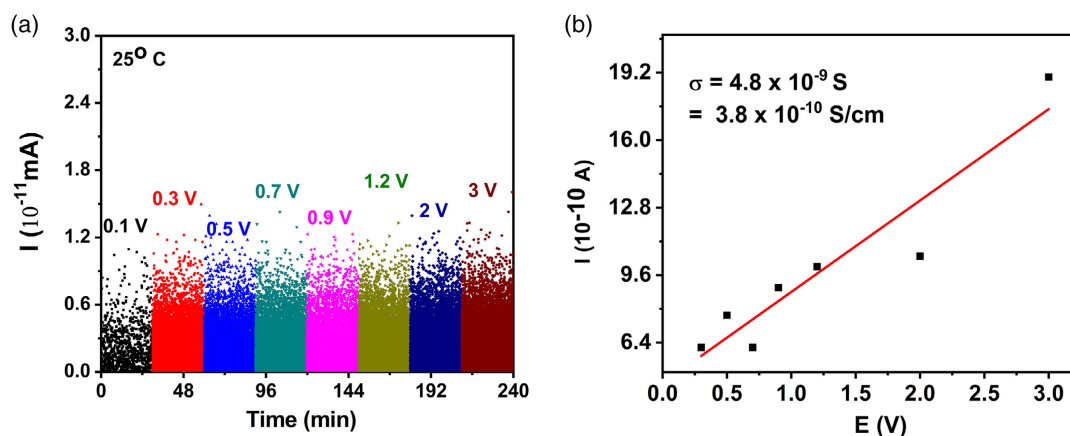 (a)
3.0
2.4
1.8
1.2
0.6
0.0
I (10⁻¹¹mA)
25⁰ C
0.1 V
0.3 V
0.5 V
0.7 V
0.9 V
1.2 V
2 V
3 V
0 48 96 144 192 240
Time (min)
(b)
19.2
16.0
12.8
9.6
6.4
I (10⁻¹⁰ A)
σ = 4.8 x 10⁻⁹ S
= 3.8 x 10⁻¹⁰ S/cm
0.0 0.5 1.0 1.5 2.0 2.5 3.0
E (V)